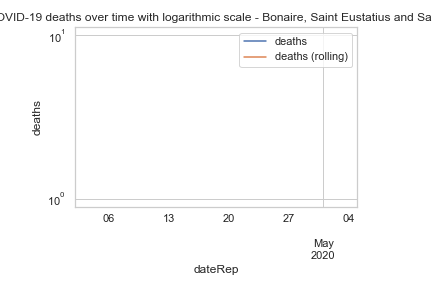 OVID-19 deaths over time with logarithmic scale - Bonaire, Saint Eustatius and Sa
10¹
deaths
deaths (rolling)
deaths
10⁰
06 13 20 27 04
May
2020
dateRep